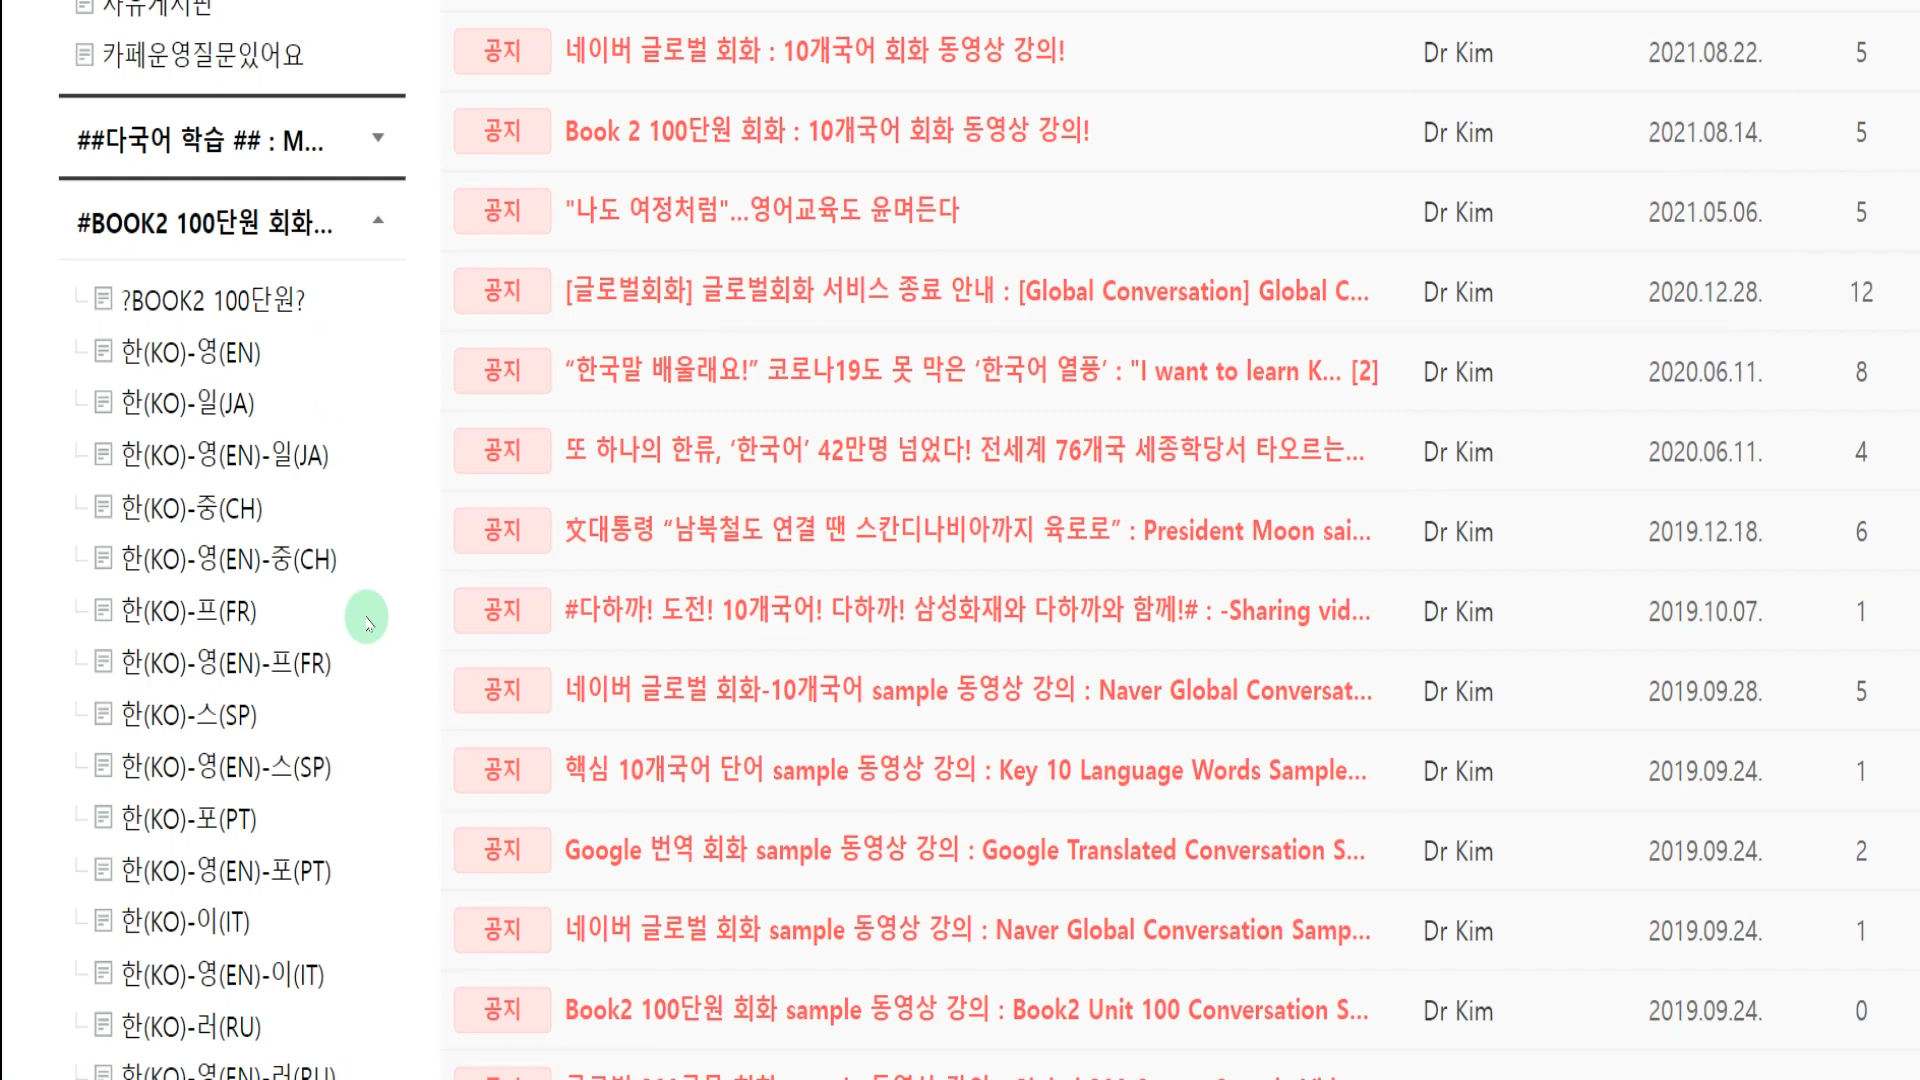 자유게시판
카페운영질문있어요
##다국어 학습 ## : M...
#BOOK2 100단원 회화...
?BOOK2 100단원?
한(KO)-영(EN)
한(KO)-일(JA)
한(KO)-영(EN)-일(JA)
한(KO)-중(CH)
한(KO)-영(EN)-중(CH)
한(KO)-프(FR)
한(KO)-영(EN)-프(FR)
한(KO)-스(SP)
한(KO)-영(EN)-스(SP)
한(KO)-포(PT)
한(KO)-영(EN)-포(PT)
한(KO)-이(IT)
한(KO)-영(EN)-이(IT)
한(KO)-러(RU)
한(KO)-영(EN)-러(RU)
공지 네이버 글로벌 회화 : 10개국어 회화 동영상 강의! Dr Kim 2021.08.22. 5
공지 Book 2 100단원 회화 : 10개국어 회화 동영상 강의! Dr Kim 2021.08.14. 5
공지 "나도 여정처럼"...영어교육도 윤며든다 Dr Kim 2021.05.06. 5
공지 [글로벌회화] 글로벌회화 서비스 종료 안내 : [Global Conversation] Global C... Dr Kim 2020.12.28. 12
공지 “한국말 배울래요!” 코로나19도 못 막은 ‘한국어 열풍’ : "I want to learn K... [2] Dr Kim 2020.06.11. 8
공지 또 하나의 한류, ‘한국어’ 42만명 넘었다! 전세계 76개국 세종학당서 타오르는... Dr Kim 2020.06.11. 4
공지 文대통령 “남북철도 연결 땐 스칸디나비아까지 육로로” : President Moon sai... Dr Kim 2019.12.18. 6
공지 #다하까! 도전! 10개국어! 다하까! 삼성화재와 다하까와 함께!# : -Sharing vid... Dr Kim 2019.10.07. 1
공지 네이버 글로벌 회화-10개국어 sample 동영상 강의 : Naver Global Conversat... Dr Kim 2019.09.28. 5
공지 핵심 10개국어 단어 sample 동영상 강의 : Key 10 Language Words Sample... Dr Kim 2019.09.24. 1
공지 Google 번역 회화 sample 동영상 강의 : Google Translated Conversation S... Dr Kim 2019.09.24. 2
공지 네이버 글로벌 회화 sample 동영상 강의 : Naver Global Conversation Samp... Dr Kim 2019.09.24. 1
공지 Book2 100단원 회화 sample 동영상 강의 : Book2 Unit 100 Conversation S... Dr Kim 2019.09.24. 0